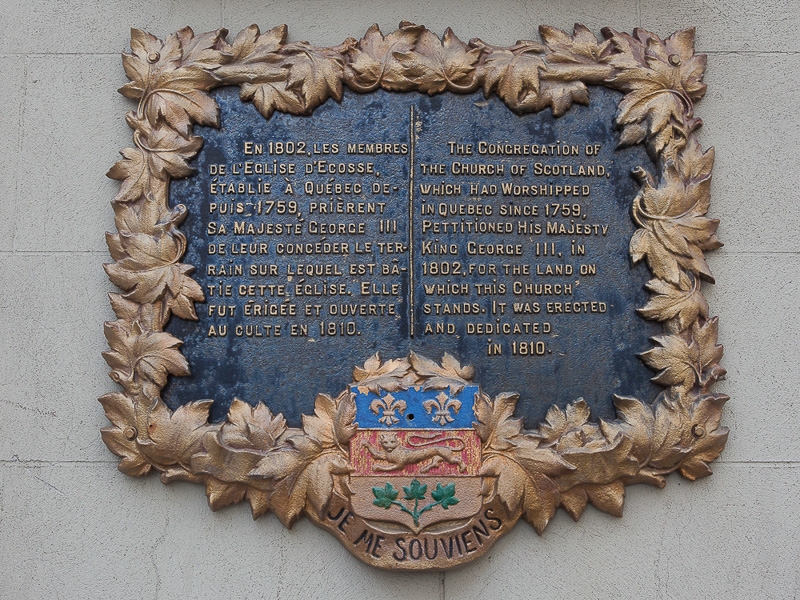 En 1802, les membres
de l'Eglise d'Ecosse,
établie à Québec de-
puis 1759, prièrent
Sa Majesté George III
de leur concéder le ter-
rain sur lequel est bâ-
tie cette église. Elle
fut érigée et ouverte
au culte en 1810.
The Congregation of
the Church of Scotland,
which had Worshipped
in Quebec since 1759,
Pettitioned His Majesty
King George III, in
1802, for the land on
which this Church
stands. It was erected
and dedicated
in 1810.
JE ME SOUVIENS